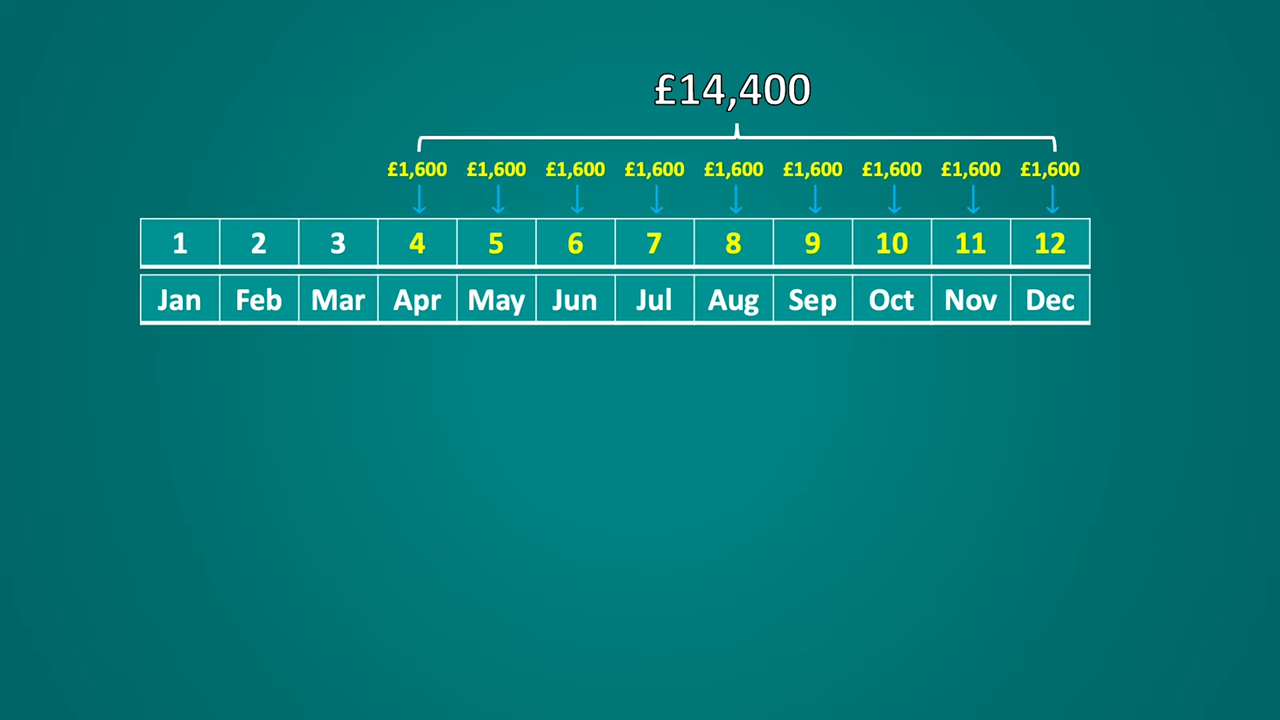 £14,400
£1,600 £1,600 £1,600 £1,600 £1,600 £1,600 £1,600 £1,600 £1,600
1 2 3 4 5 6 7 8 9 10 11 12
Jan Feb Mar Apr May Jun Jul Aug Sep Oct Nov Dec